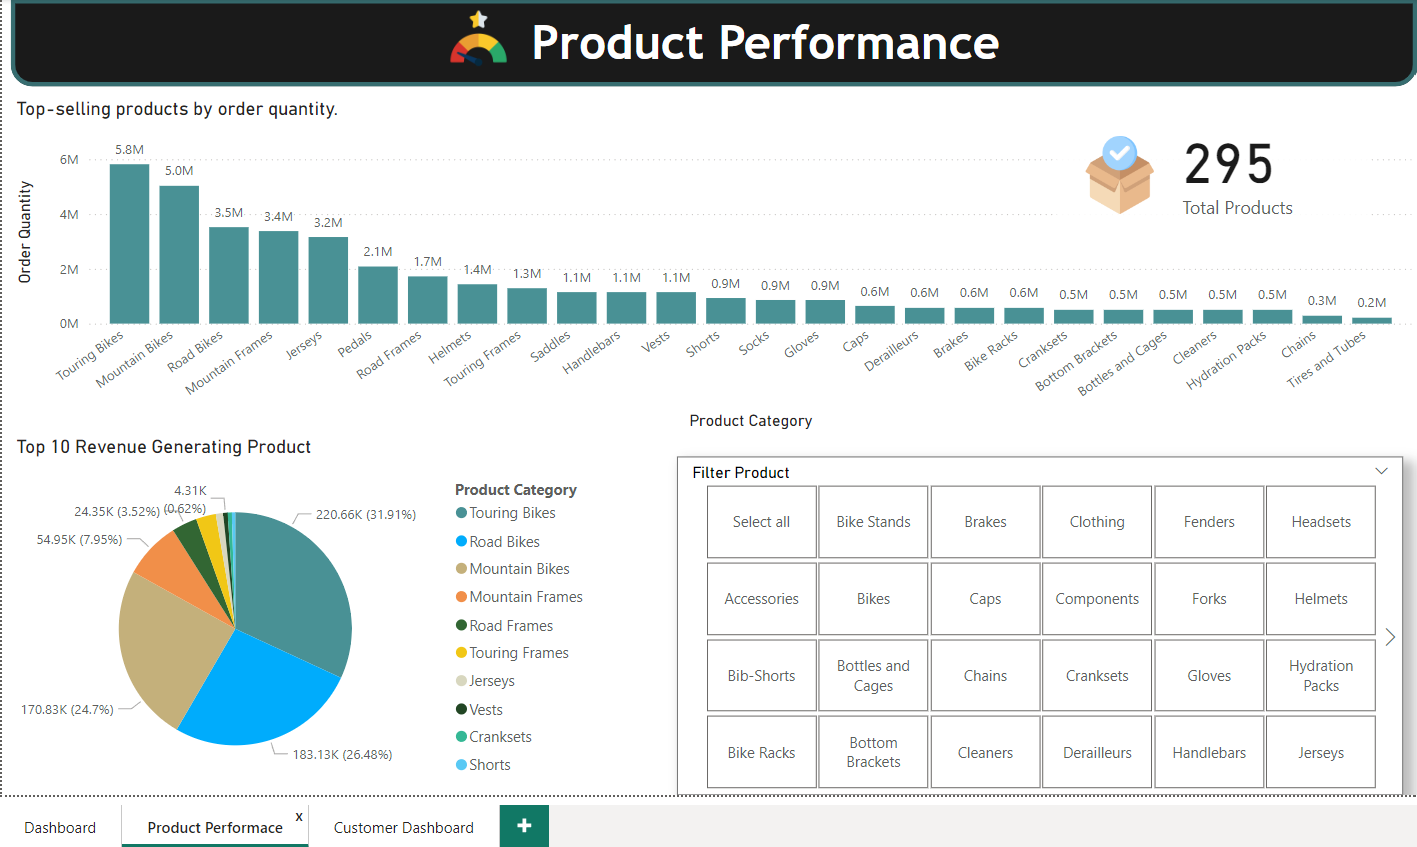 Product Performance
Top-selling products by order quantity.
295
Total Products
Order Quantity
6M
4M
2M
0M
5.8M
5.0M
3.5M
3.4M
3.2M
2.1M
1.7M
1.4M
1.3M
1.1M
1.1M
1.1M
0.9M
0.9M
0.9M
0.6M
0.6M
0.6M
0.6M
0.5M
0.5M
0.5M
0.5M
0.5M
0.3M
0.2M
Touring Bikes
Mountain Bikes
Road Bikes
Mountain Frames
Jerseys
Pedals
Road Frames
Helmets
Touring Frames
Saddles
Handlebars
Vests
Shorts
Socks
Gloves
Caps
Derailleurs
Brakes
Bike Racks
Cranksets
Bottom Brackets
Bottles and Cages
Cleaners
Hydration Packs
Chains
Tires and Tubes
Product Category
Top 10 Revenue Generating Product
4.31K
(0.62%)
24.35K (3.52%)
54.95K (7.95%)
220.66K (31.91%)
170.83K (24.7%)
183.13K (26.48%)
Product Category
Touring Bikes
Road Bikes
Mountain Bikes
Mountain Frames
Road Frames
Touring Frames
Jerseys
Vests
Cranksets
Shorts
Filter Product
Select all
Bike Stands
Brakes
Clothing
Fenders
Headsets
Accessories
Bikes
Caps
Components
Forks
Helmets
Bib-Shorts
Bottles and
Cages
Chains
Cranksets
Gloves
Hydration
Packs
Bike Racks
Bottom
Brackets
Cleaners
Derailleurs
Handlebars
Jerseys
Dashboard
Product Performace
x
Customer Dashboard
+